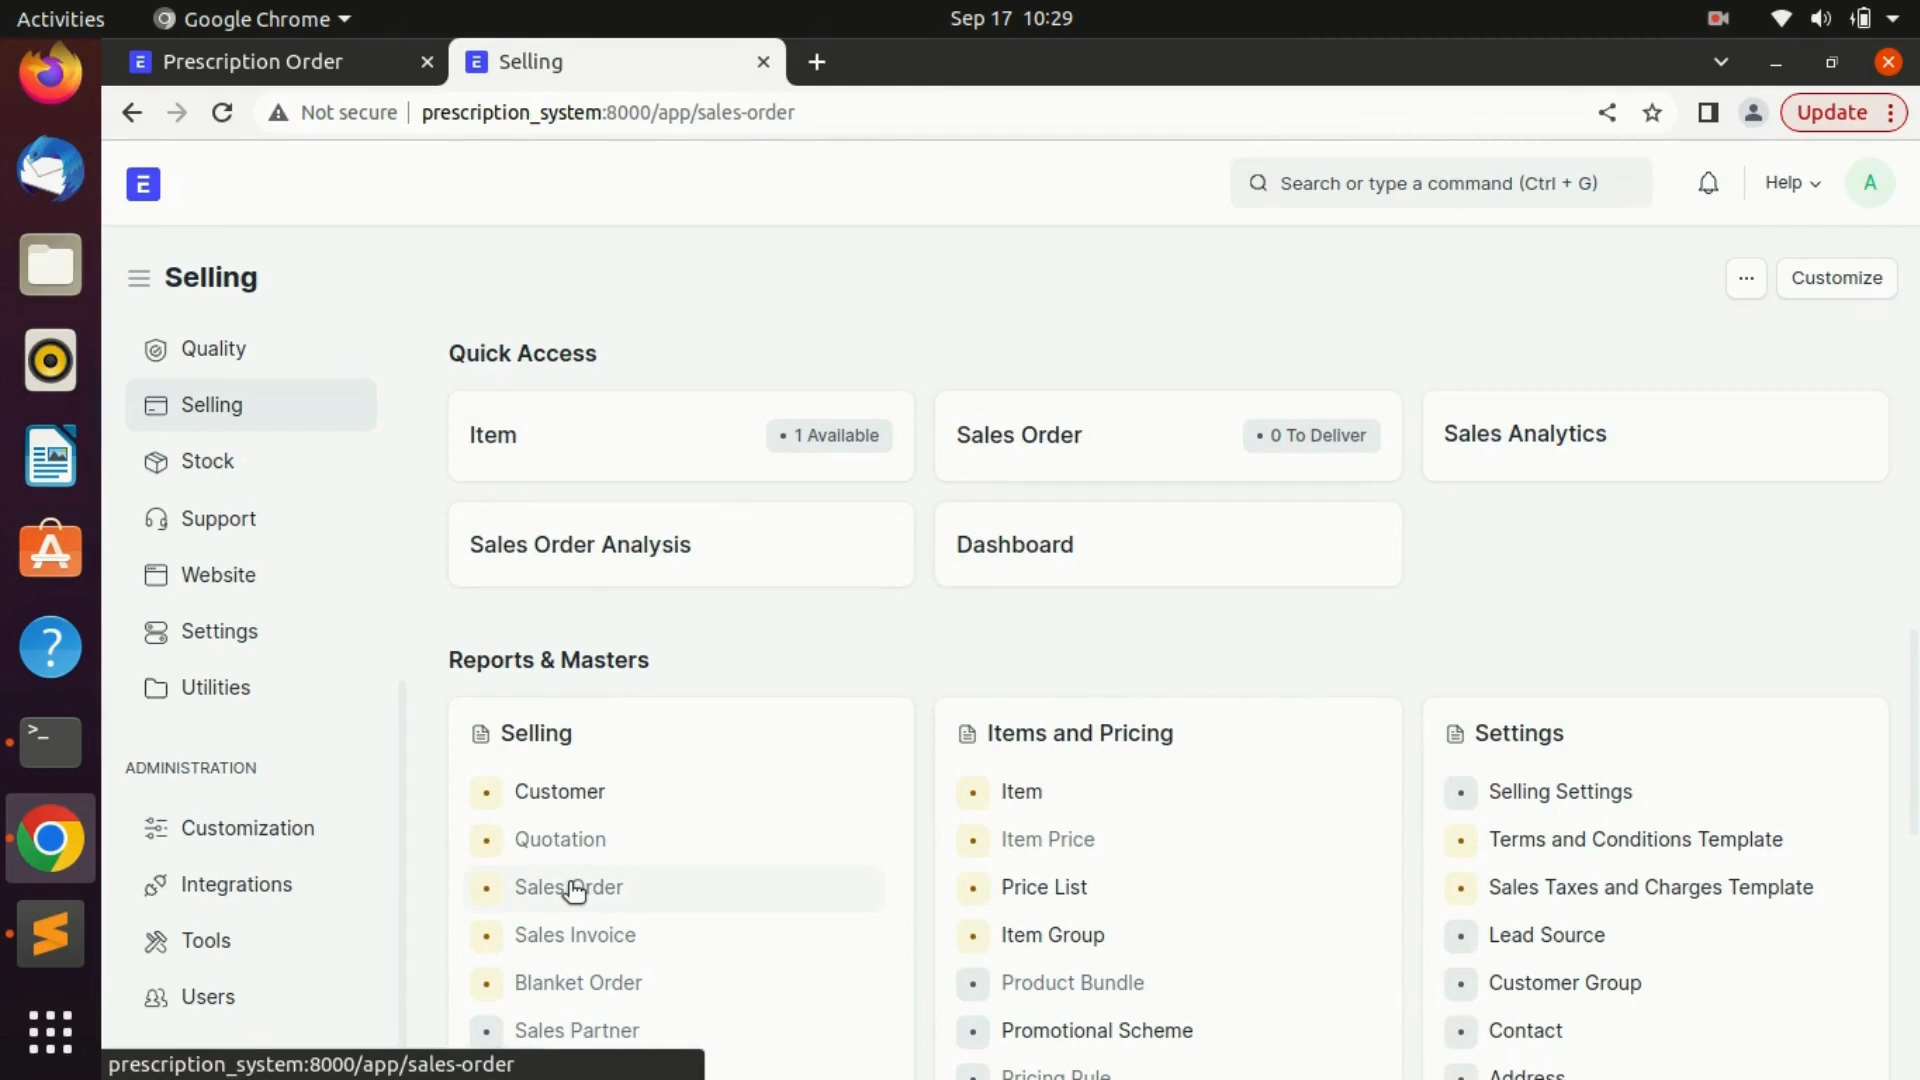 Activities
Google Chrome
Sep 17 10:29
Prescription Order
Selling
Not secure
prescription_system:8000/app/sales-order
Update
E
Search or type a command (Ctrl + G)
Help
A
Selling
...
Customize
Quality
Selling
Stock
Support
Website
Settings
Utilities
ADMINISTRATION
Customization
Integrations
Tools
Users
Quick Access
Item
• 1 Available
Sales Order
• 0 To Deliver
Sales Analytics
Sales Order Analysis
Dashboard
Reports & Masters
Selling
Customer
Quotation
Sales Order
Sales Invoice
Blanket Order
Sales Partner
Items and Pricing
Item
Item Price
Price List
Item Group
Product Bundle
Promotional Scheme
Pricing Rule
Settings
Selling Settings
Terms and Conditions Template
Sales Taxes and Charges Template
Lead Source
Customer Group
Contact
Address
prescription_system:8000/app/sales-order